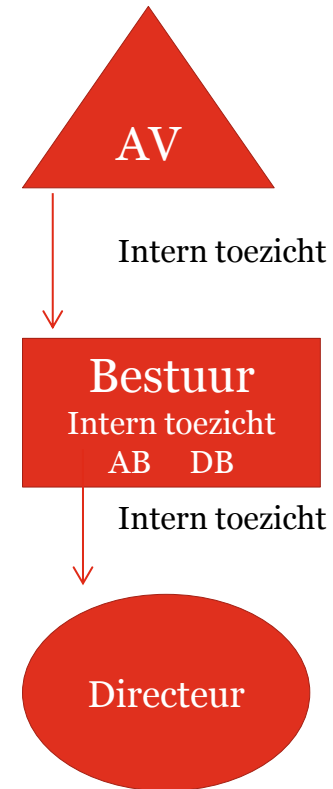 AV
Intern toezicht
Bestuur
Intern toezicht
AB DB
Intern toezicht
Directeur